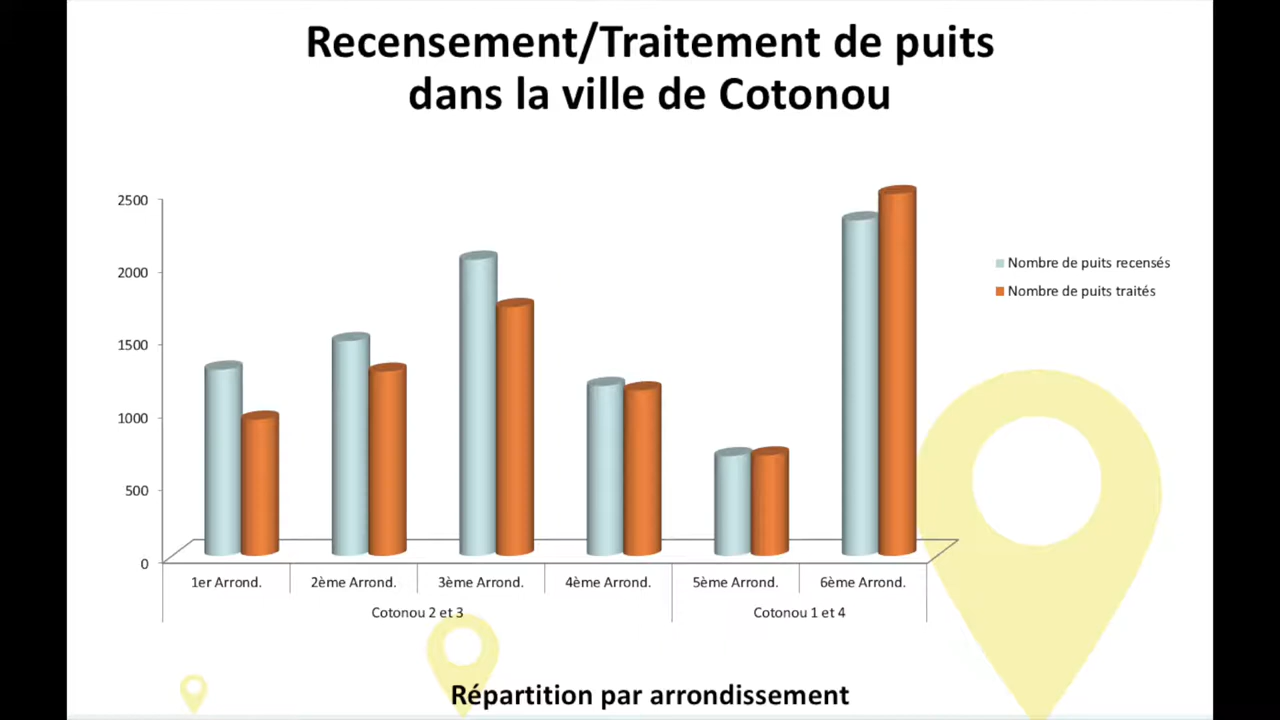 Recensement/Traitement de puits
dans la ville de Cotonou
2500
2000
1500
1000
500
0
Nombre de puits recensés
Nombre de puits traités
1er Arrond.
2ème Arrond.
3ème Arrond.
4ème Arrond.
5ème Arrond.
6ème Arrond.
Cotonou 2 et 3
Cotonou 1 et 4
Répartition par arrondissement